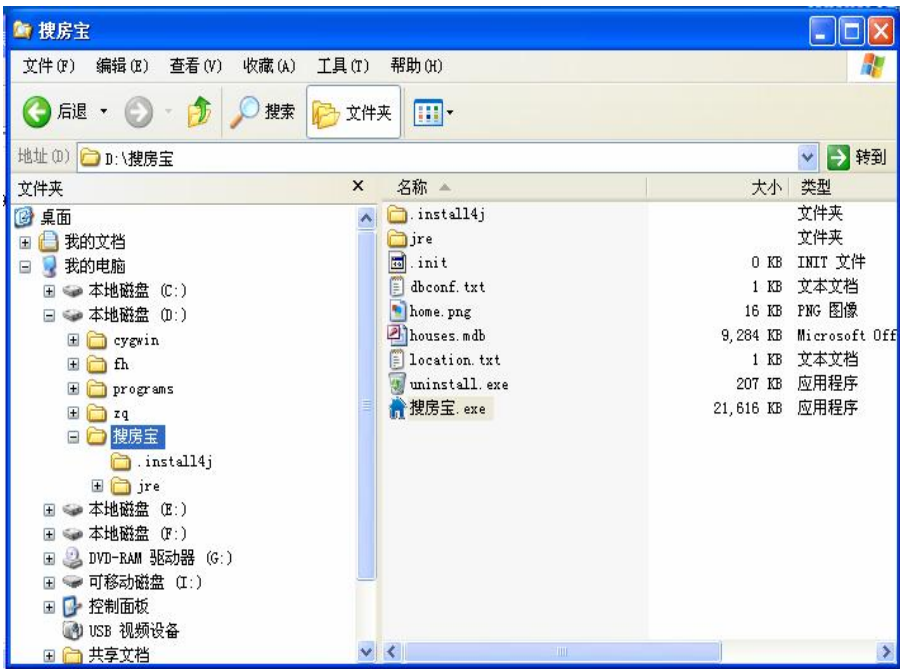 搜房宝
文件(F) 编辑(E) 查看(V) 收藏(A) 工具(T) 帮助(H)
后退 搜索 文件夹
地址(D) D:\搜房宝 转到
文件夹 x 名称 大小 类型
桌面
我的文档
我的电脑
本地磁盘 (C:)
本地磁盘 (D:)
cygwin
fh
programs
zq
搜房宝
.install4j
jre
本地磁盘 (E:)
本地磁盘 (F:)
DVD-RAM 驱动器 (G:)
可移动磁盘 (I:)
控制面板
USB 视频设备
共享文档
.install4j 文件夹
jre 文件夹
.init 0 KB INIT 文件
dbconf.txt 1 KB 文本文档
home.png 16 KB PNG 图像
houses.mdb 9,284 KB Microsoft Off
location.txt 1 KB 文本文档
uninstall.exe 207 KB 应用程序
搜房宝.exe 21,616 KB 应用程序